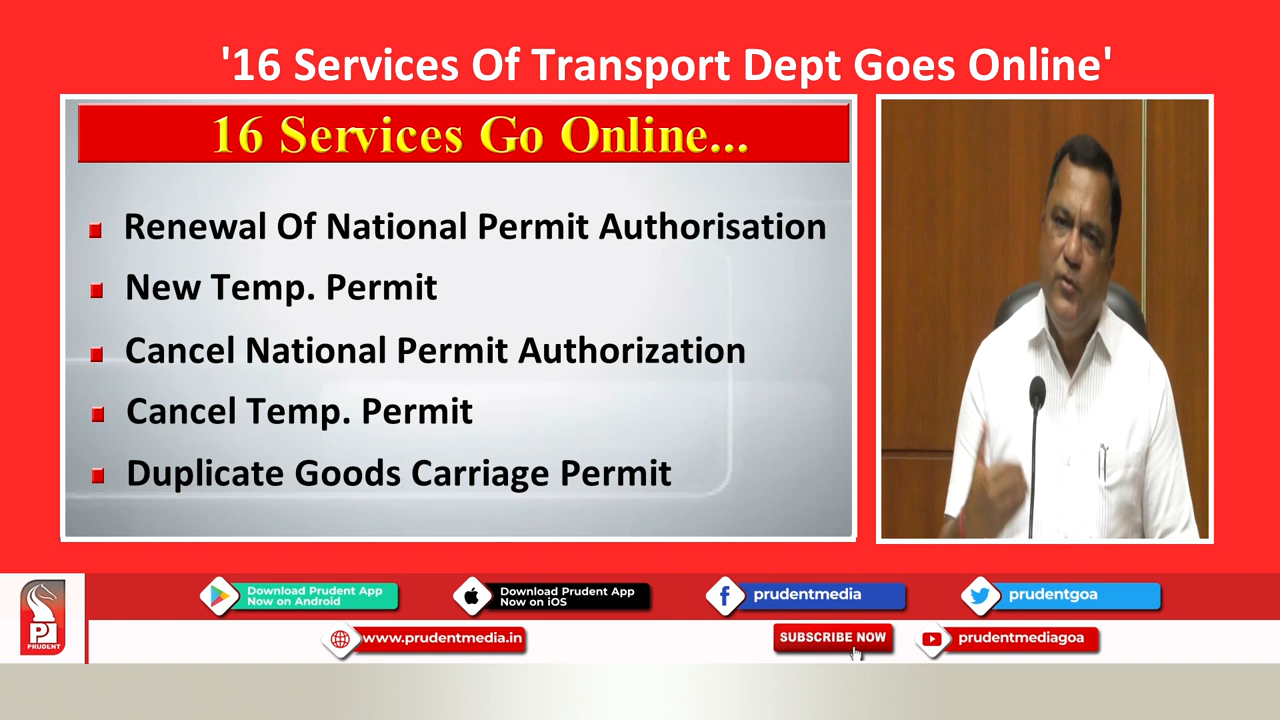 '16 Services Of Transport Dept Goes Online'
16 Services Go Online...
Renewal Of National Permit Authorisation
New Temp. Permit
Cancel National Permit Authorization
Cancel Temp. Permit
Duplicate Goods Carriage Permit
PRUDENT
Download Prudent App
Now on Android
Download Prudent App
Now on iOS
prudentmedia
prudentgoa
www.prudentmedia.in
SUBSCRIBE NOW
prudentmediagoa